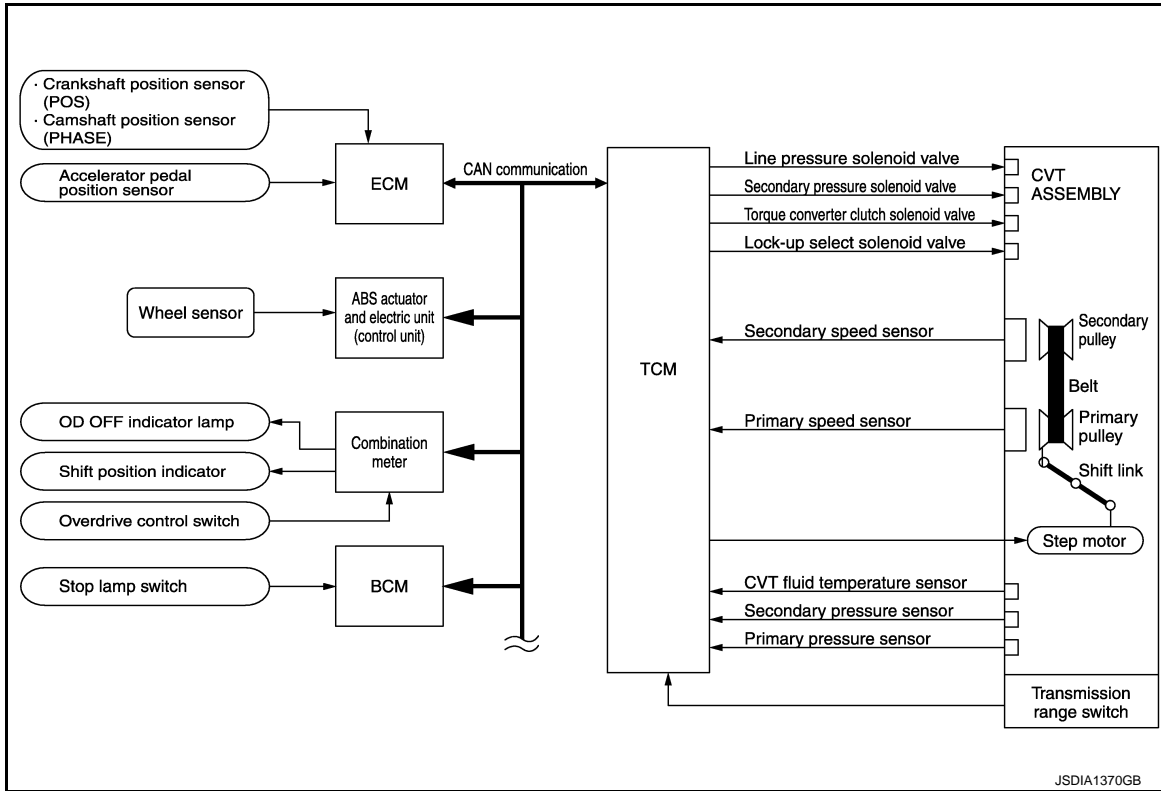 · Crankshaft position sensor
(POS)
· Camshaft position sensor
(PHASE)
Accelerator pedal
position sensor
ECM
CAN communication
Wheel sensor
ABS actuator
and electric unit
(control unit)
OD OFF indicator lamp
Shift position indicator
Overdrive control switch
Combination
meter
Stop lamp switch
BCM
TCM
Line pressure solenoid valve
Secondary pressure solenoid valve
Torque converter clutch solenoid valve
Lock-up select solenoid valve
Secondary speed sensor
Primary speed sensor
CVT fluid temperature sensor
Secondary pressure sensor
Primary pressure sensor
CVT
ASSEMBLY
Secondary
pulley
Belt
Primary
pulley
Shift link
Step motor
Transmission
range switch
JSDIA1370GB